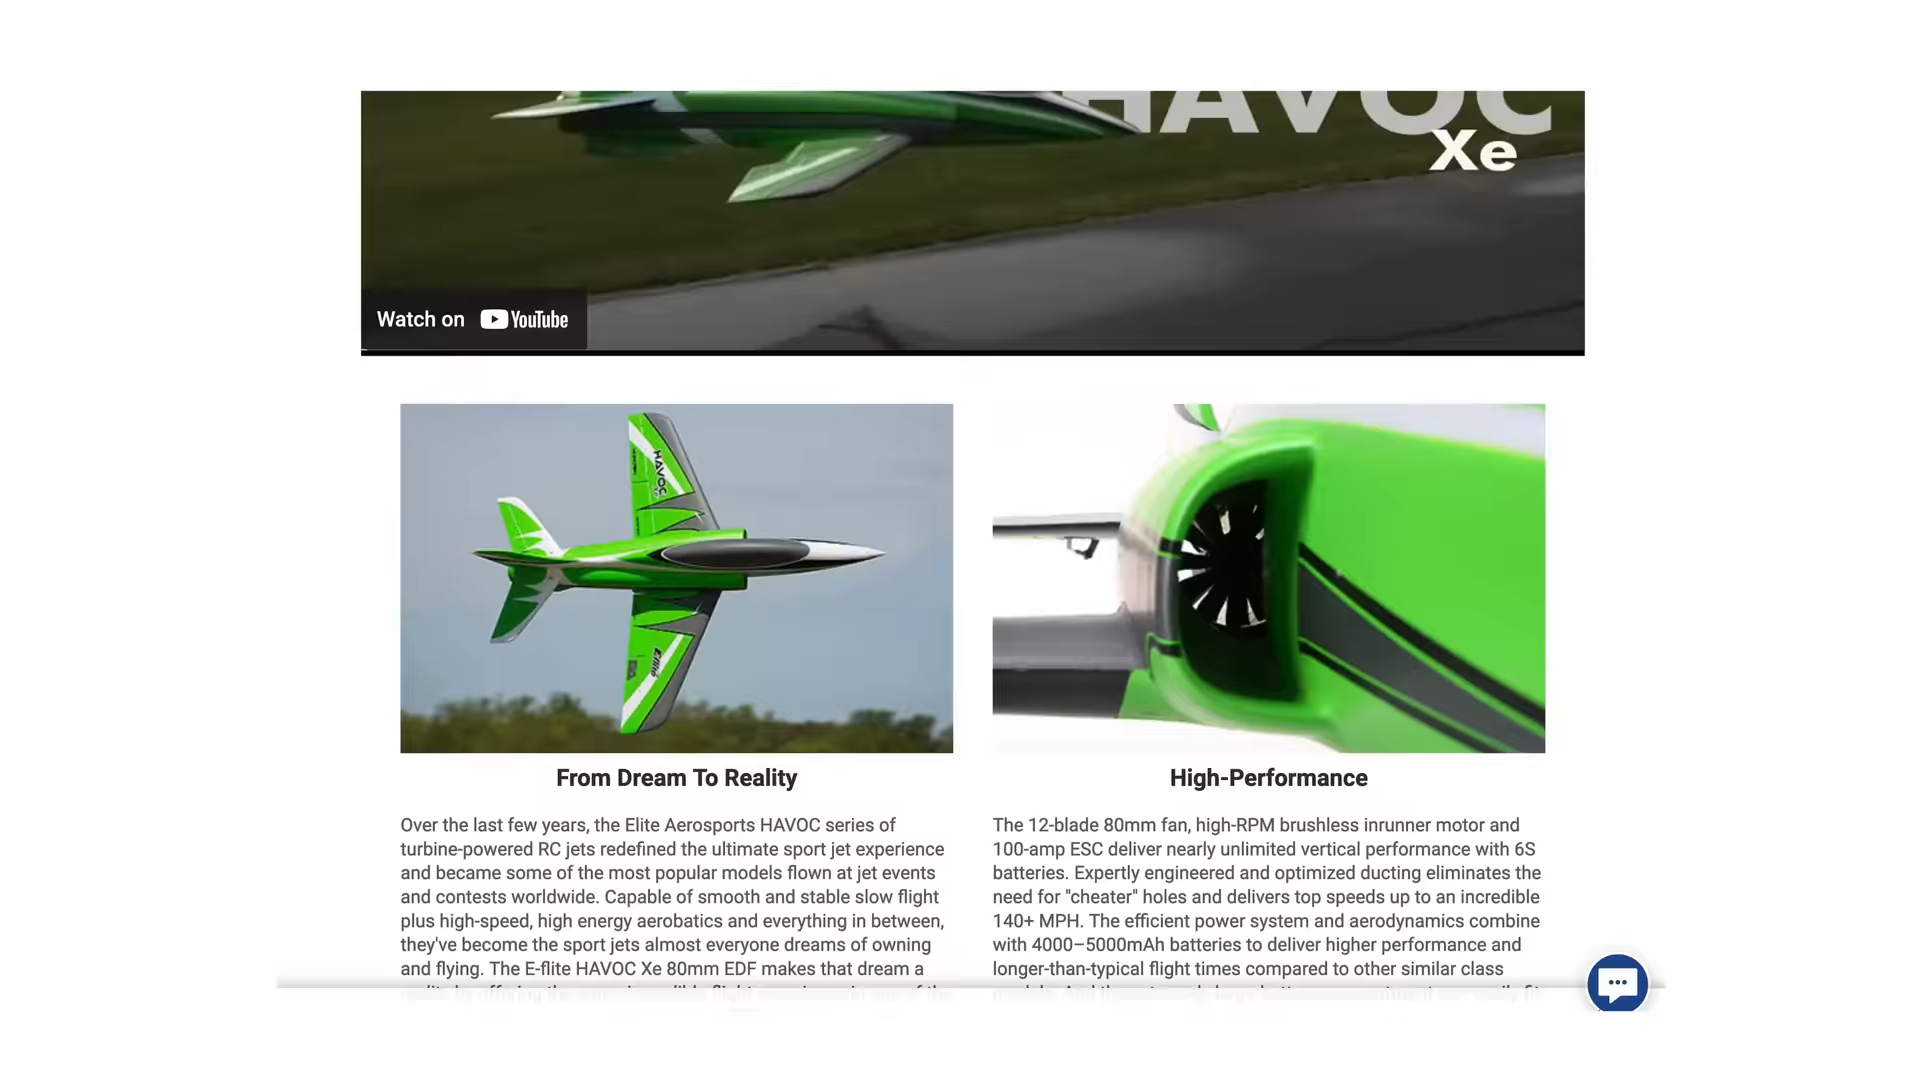 HAVOC
Xe
Watch on YouTube
HAVOC
E-flite
From Dream To Reality
Over the last few years, the Elite Aerosports HAVOC series of
turbine-powered RC jets redefined the ultimate sport jet experience
and became some of the most popular models flown at jet events
and contests worldwide. Capable of smooth and stable slow flight
plus high-speed, high energy aerobatics and everything in between,
they've become the sport jets almost everyone dreams of owning
and flying. The E-flite HAVOC Xe 80mm EDF makes that dream a
High-Performance
The 12-blade 80mm fan, high-RPM brushless inrunner motor and
100-amp ESC deliver nearly unlimited vertical performance with 6S
batteries. Expertly engineered and optimized ducting eliminates the
need for "cheater" holes and delivers top speeds up to an incredible
140+ MPH. The efficient power system and aerodynamics combine
with 4000–5000mAh batteries to deliver higher performance and
longer-than-typical flight times compared to other similar class